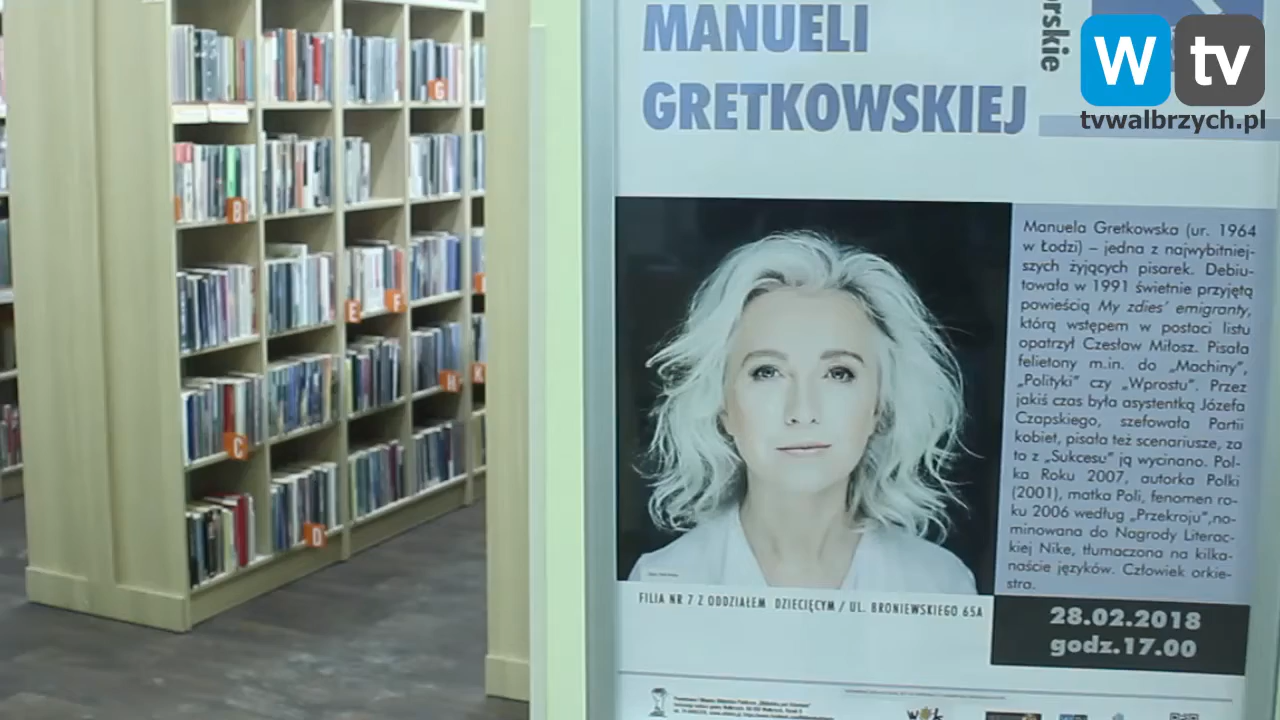 MANUELI
GRETKOWSKIEJ
orskie
W tv
tvwalbrzych.pl
Manuela Gretkowska (ur. 1964
w Łodzi) – jedna z najwybitniej-
szych żyjących pisarek. Debiu-
towała w 1991 świetnie przyjętą
powieścią My zdies' emigranty,
którą wstępem w postaci listu
opatrzył Czesław Miłosz. Pisała
felietony m.in. do „Machiny”,
„Polityki” czy „Wprostu”. Przez
jakiś czas była asystentką Józefa
Czapskiego, szefowała Partii
kobiet, pisała też scenariusze, za
to z „Sukcesu” ją wycinano. Pol-
ka Roku 2007, autorka Polki
(2001), matka Poli, fenomen ro-
ku 2006 według „Przekroju”,no-
minowana do Nagrody Literac-
kiej Nike, tłumaczona na kilka-
naście języków. Człowiek orkie-
stra.
FILIA NR 7 Z ODDZIAŁEM DZIECIĘCYM / UL. BRONIEWSKIEGO 65A
28.02.2018
godz.17.00
G
B
E
F
H
K
C
D